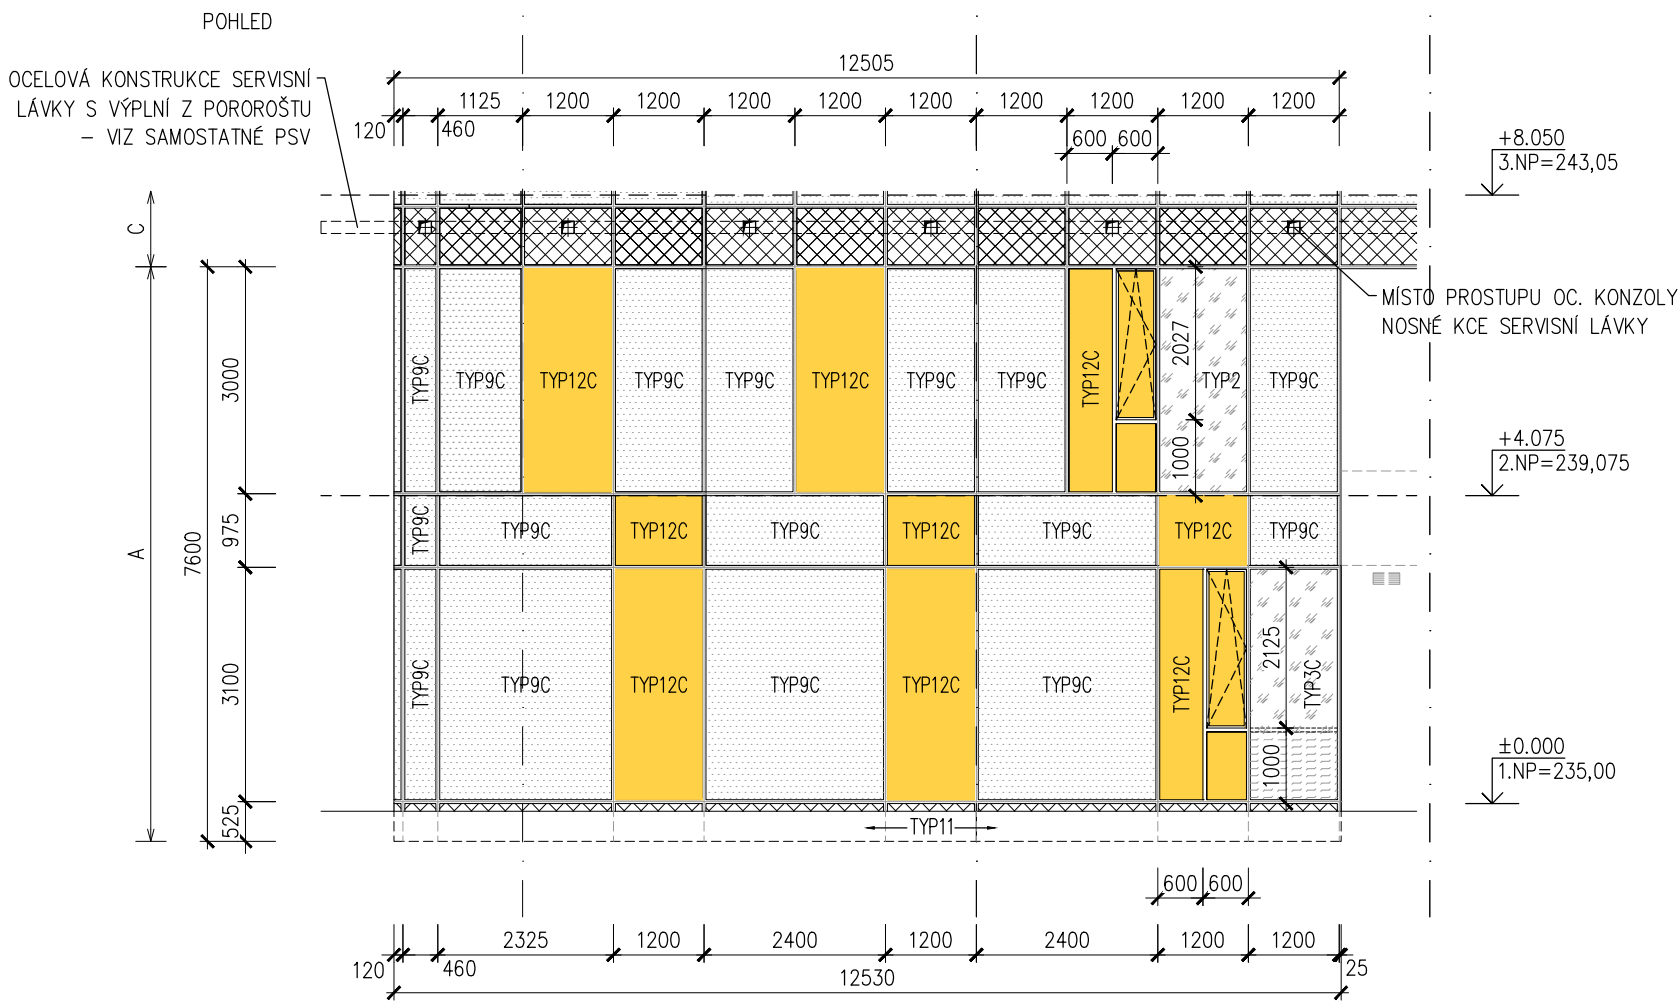 POHLED
OCELOVÁ KONSTRUKCE SERVISNÍ
LÁVKY S VÝPLNÍ Z POROROŠTU
– VIZ SAMOSTATNÉ PSV
12505
120 460 1125 1200 1200 1200 1200 1200 1200 1200 1200 1200
600 600
+8.050
3.NP=243,05
C
MÍSTO PROSTUPU OC. KONZOLY
NOSNÉ KCE SERVISNÍ LÁVKY
3000
TYP9C TYP9C TYP12C TYP9C TYP9C TYP12C TYP9C TYP9C TYP12C TYP2 TYP9C
2027
1000
+4.075
2.NP=239,075
A
7600
975
TYP9C TYP9C TYP12C TYP9C TYP12C TYP9C TYP12C TYP9C
3100
TYP9C TYP9C TYP12C TYP9C TYP12C TYP9C TYP12C TYP3C
2125
1000
±0.000
1.NP=235,00
525
TYP11
600 600
120 460 2325 1200 2400 1200 2400 1200 1200 25
12530